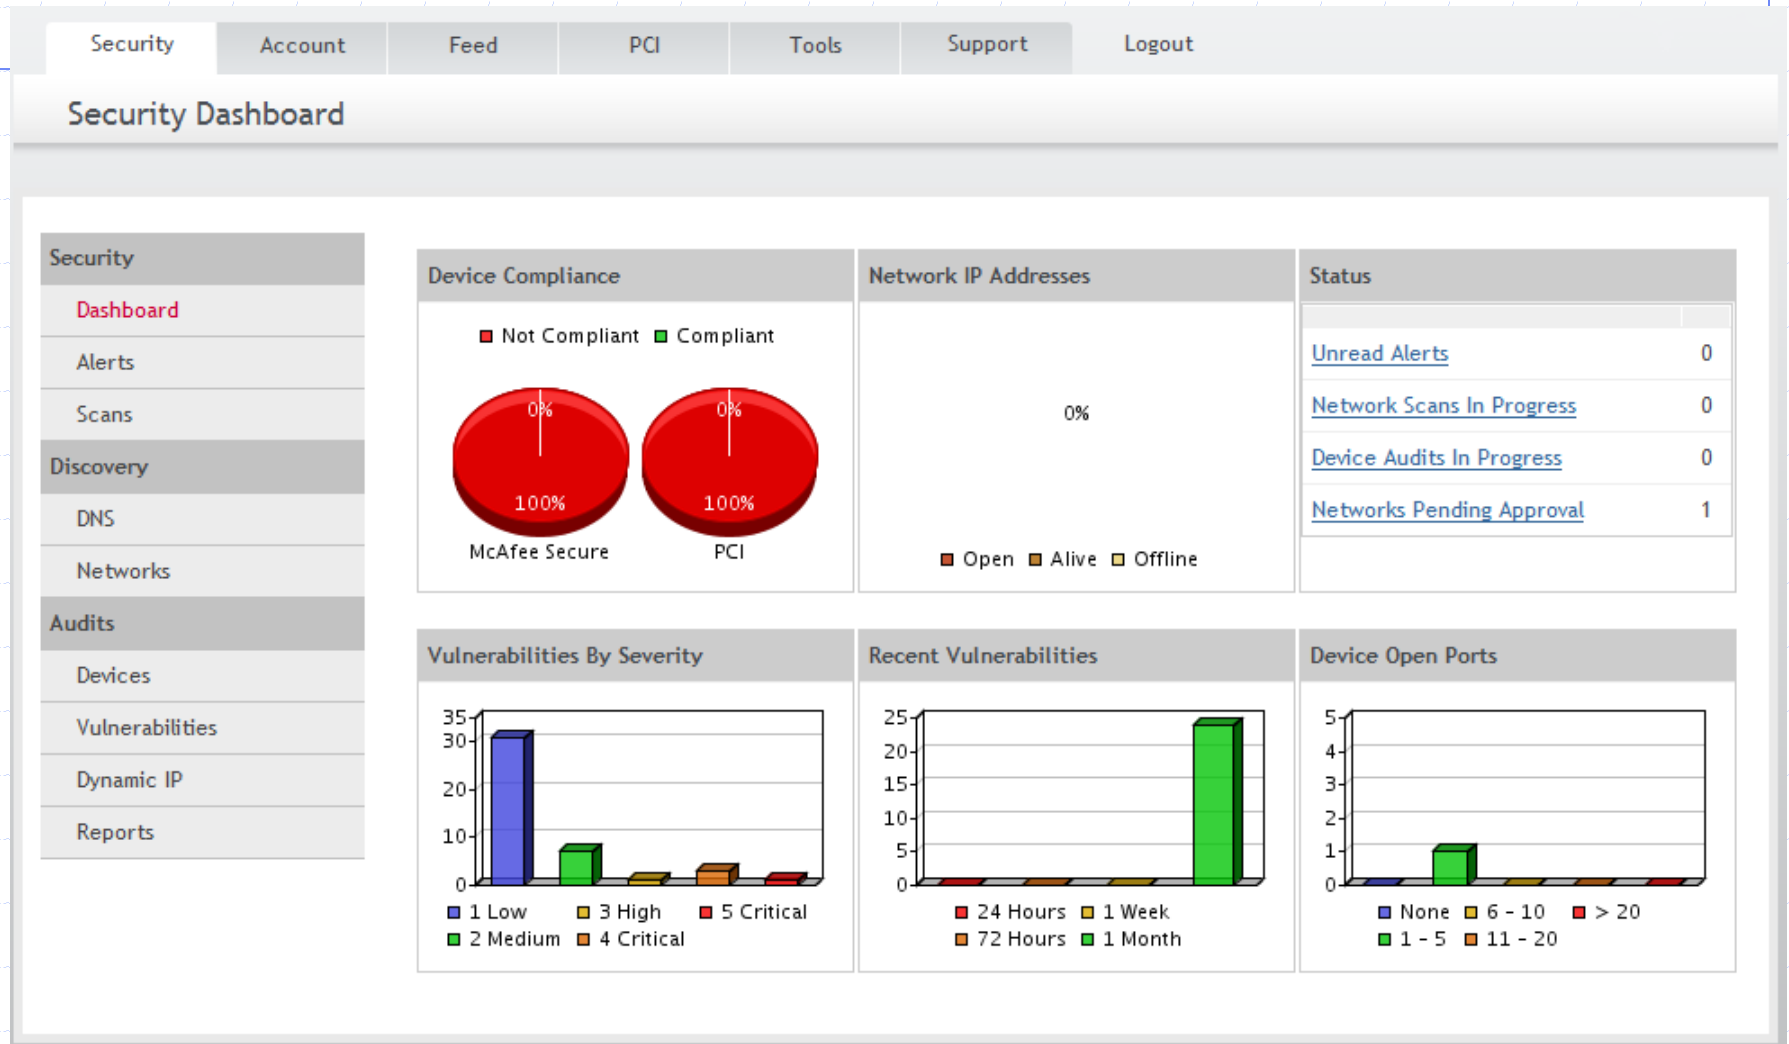 Security Account Feed PCI Tools Support Logout
Security Dashboard
Security
Dashboard
Alerts
Scans
Discovery
DNS
Networks
Audits
Devices
Vulnerabilities
Dynamic IP
Reports
Device Compliance
Not Compliant Compliant
0% 0%
100% 100%
McAfee Secure PCI
Network IP Addresses
0%
Open Alive Offline
Status
Unread Alerts 0
Network Scans In Progress 0
Device Audits In Progress 0
Networks Pending Approval 1
Vulnerabilities By Severity
35
30
20
10
0
1 Low 3 High 5 Critical
2 Medium 4 Critical
Recent Vulnerabilities
25
20
15
10
5
0
24 Hours 1 Week
72 Hours 1 Month
Device Open Ports
5
4
3
2
1
0
None 6 - 10 > 20
1 - 5 11 - 20